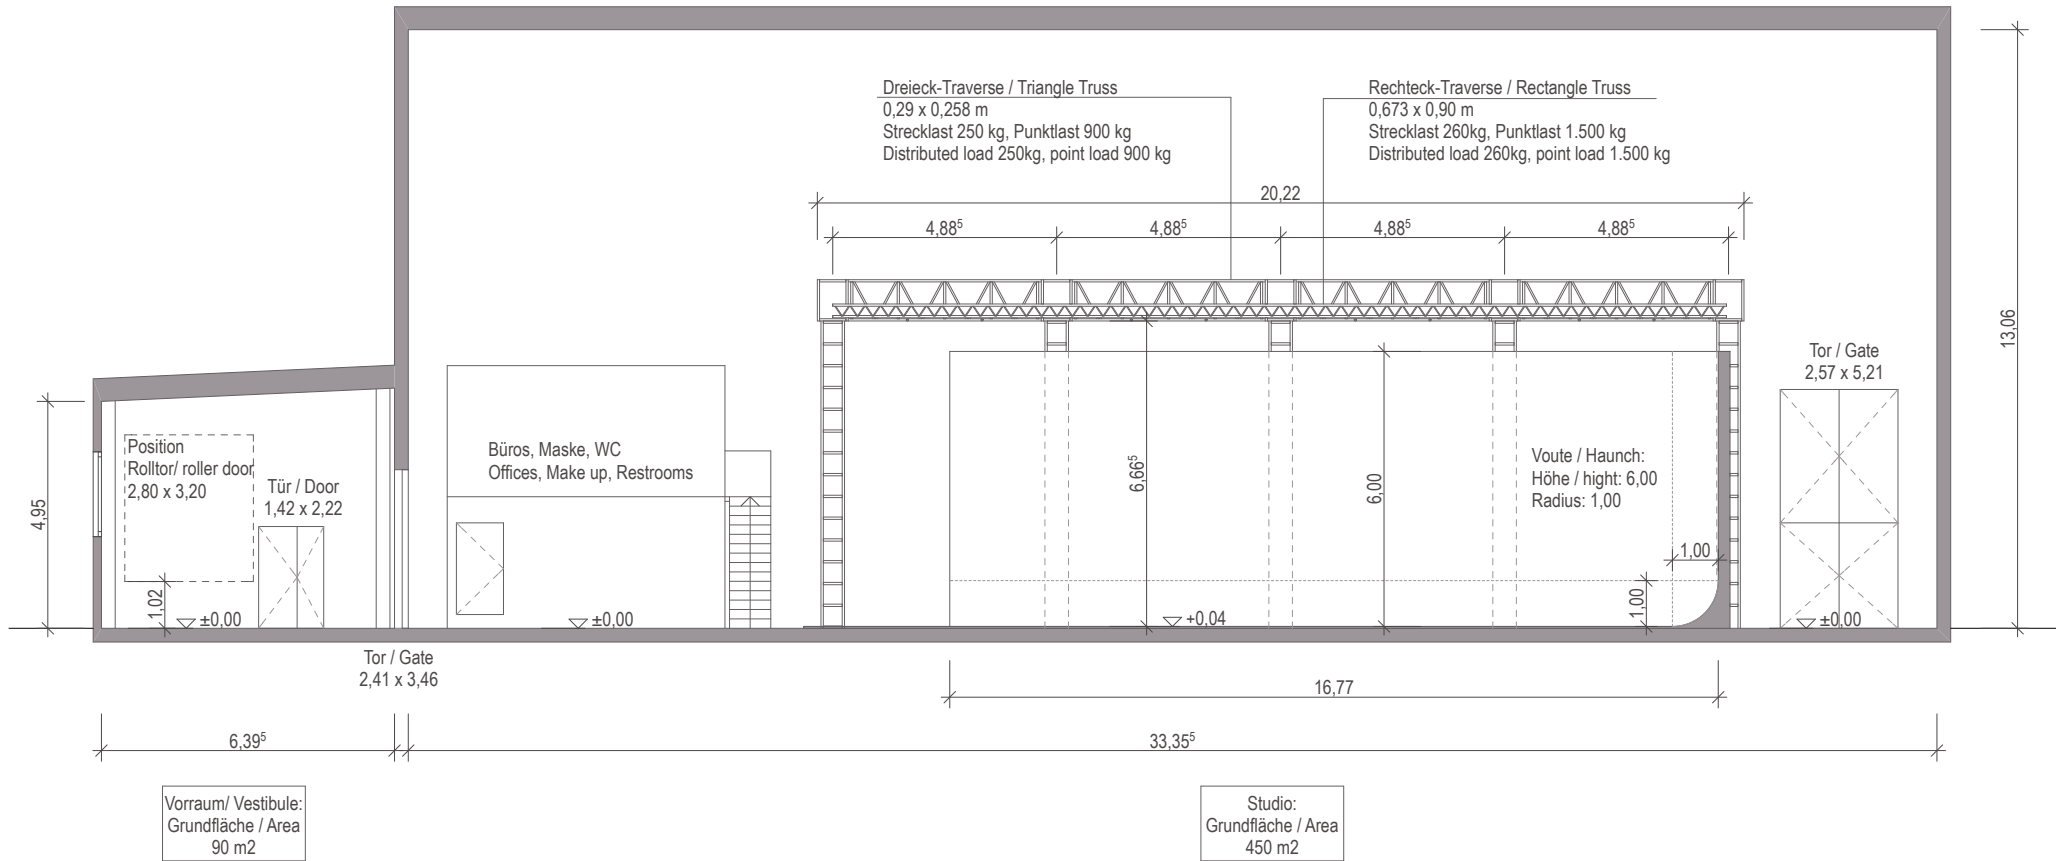 Dreieck-Traverse / Triangle Truss
0,29 x 0,258 m
Strecklast 250 kg, Punktlast 900 kg
Distributed load 250kg, point load 900 kg
Rechteck-Traverse / Rectangle Truss
0,673 x 0,90 m
Strecklast 260kg, Punktlast 1.500 kg
Distributed load 260kg, point load 1.500 kg
20,22
4,88⁵
4,88⁵
4,88⁵
4,88⁵
13,06
Tor / Gate
2,57 x 5,21
Position
Rolltor/ roller door
2,80 x 3,20
Tür / Door
1,42 x 2,22
4,95
1,02
±0,00
Büros, Maske, WC
Offices, Make up, Restrooms
±0,00
6,66⁵
6,00
Voute / Haunch:
Höhe / hight: 6,00
Radius: 1,00
1,00
1,00
+0,04
±0,00
Tor / Gate
2,41 x 3,46
16,77
6,39⁵
33,35⁵
Vorraum/ Vestibule:
Grundfläche / Area
90 m2
Studio:
Grundfläche / Area
450 m2